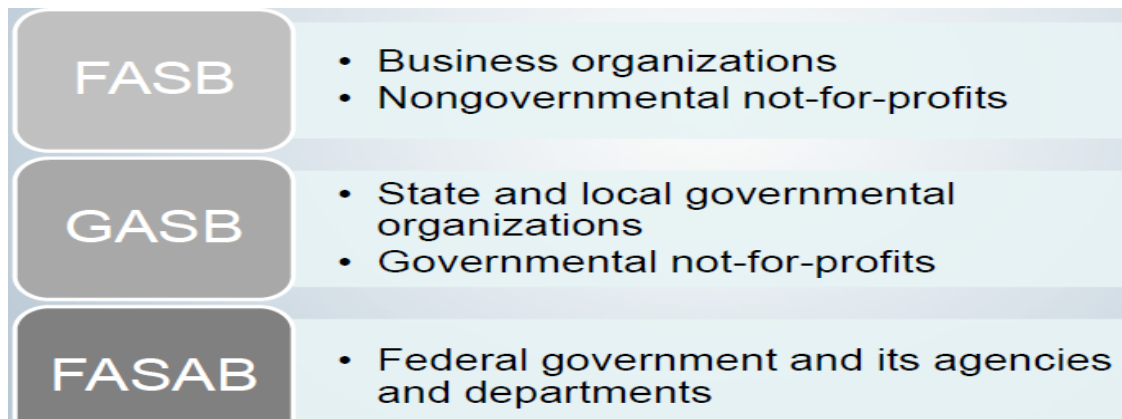 FASB
• Business organizations
• Nongovernmental not-for-profits
GASB
• State and local governmental
organizations
• Governmental not-for-profits
FASAB
• Federal government and its agencies
and departments